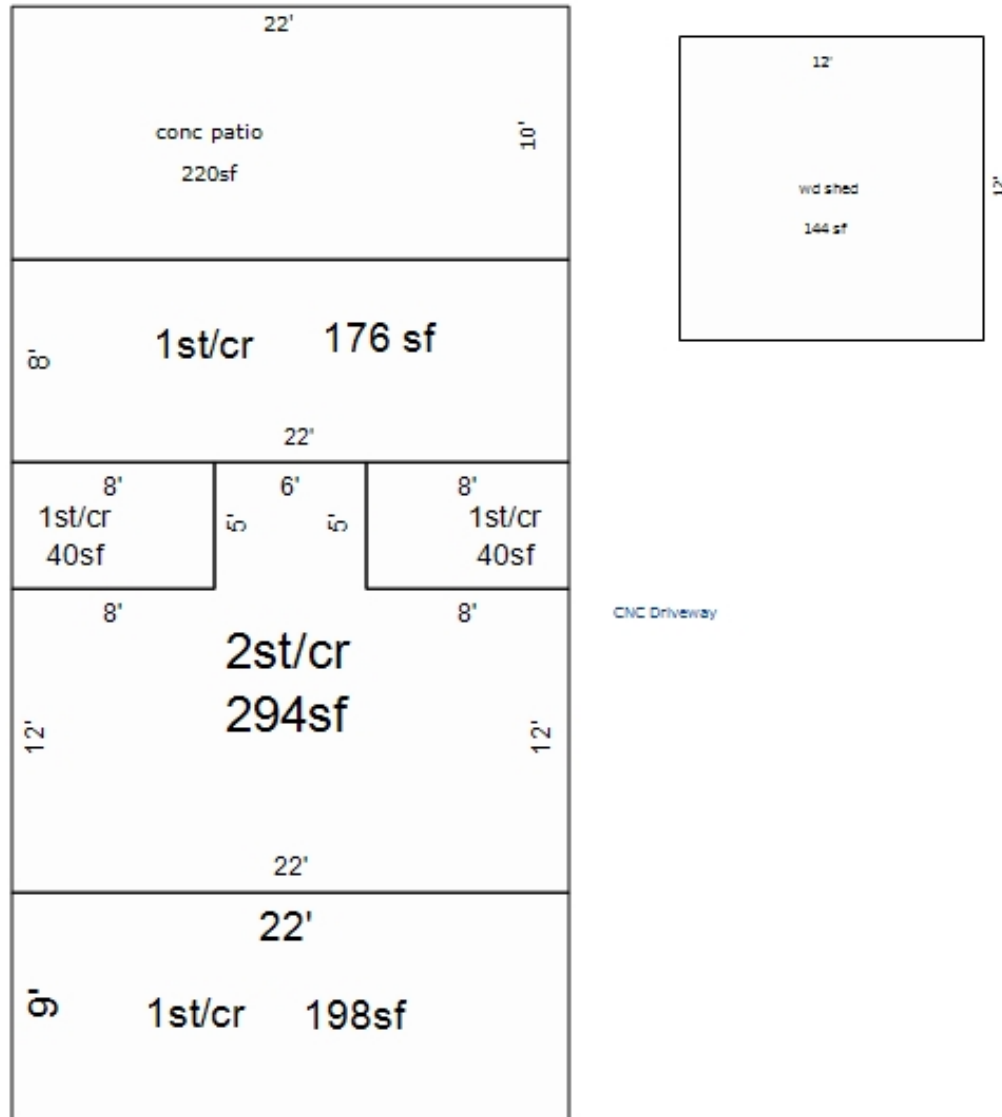 22'
conc patio
10'
220sf
12'
12'
wd shed
144 sf
8'
1st/cr 176 sf
22'
8' 6' 8'
1st/cr 5' 5' 1st/cr
40sf 40sf
8' 8'
CNC Driveway
2st/cr
294sf
12' 12'
22'
22'
9'
1st/cr 198sf